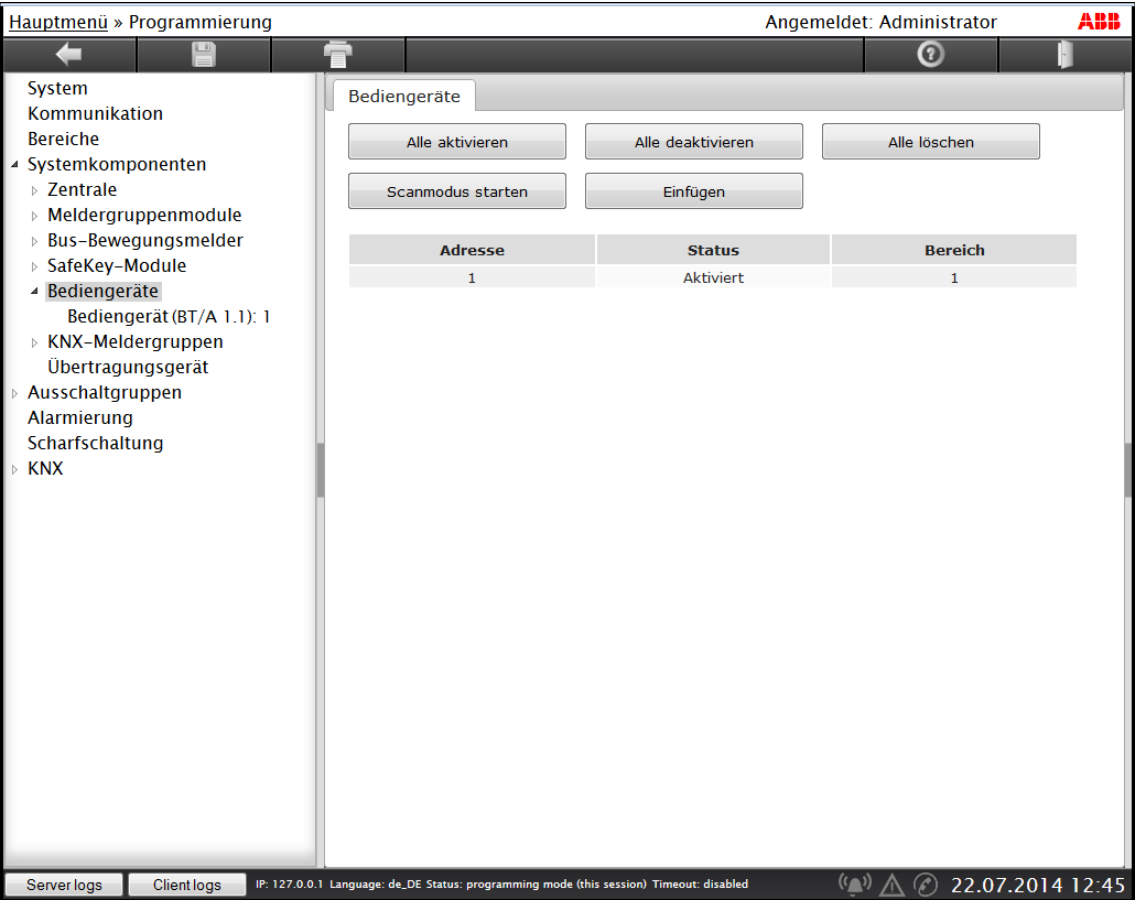 Hauptmenü » Programmierung
Angemeldet: Administrator
ABB
System
Kommunikation
Bereiche
Systemkomponenten
Zentrale
Meldergruppenmodule
Bus-Bewegungsmelder
SafeKey-Module
Bediengeräte
Bediengerät (BT/A 1.1): 1
KNX-Meldergruppen
Übertragungsgerät
Ausschaltgruppen
Alarmierung
Scharfschaltung
KNX
Bediengeräte
Alle aktivieren
Alle deaktivieren
Alle löschen
Scanmodus starten
Einfügen
Adresse Status Bereich
1 Aktiviert 1
Server logs
Client logs
IP: 127.0.0.1 Language: de_DE Status: programming mode (this session) Timeout: disabled
22.07.2014 12:45